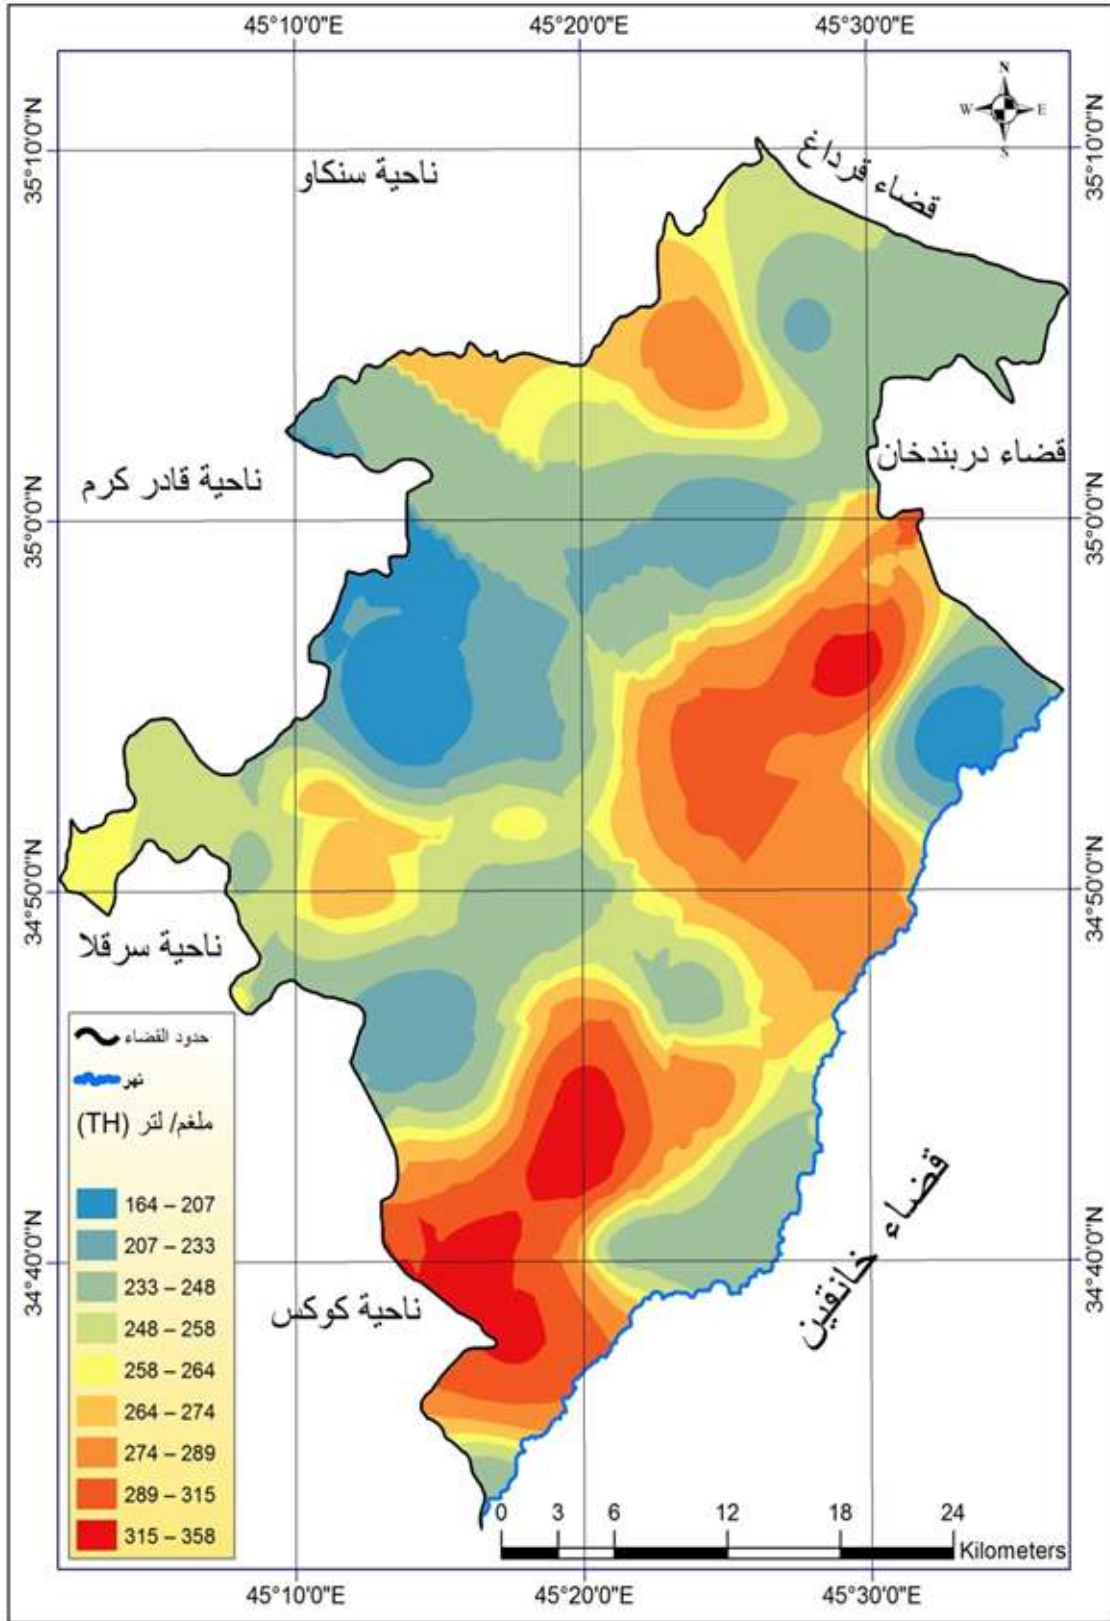 45°10'0"E 45°20'0"E 45°30'0"E
N
W E
S
35°10'0"N 35°10'0"N
ناحية سنكاو
قضاء قرداغ
قضاء دربندخان
ناحية قادر كرم
35°0'0"N 35°0'0"N
34°50'0"N 34°50'0"N
ناحية سرقلا
حدود القضاء
نهر
ملغم/ لتر (TH)
164 – 207
207 – 233
233 – 248
248 – 258
258 – 264
264 – 274
274 – 289
289 – 315
315 – 358
قضاء خانقين
34°40'0"N 34°40'0"N
ناحية كوكس
0 3 6 12 18 24
Kilometers
45°10'0"E 45°20'0"E 45°30'0"E